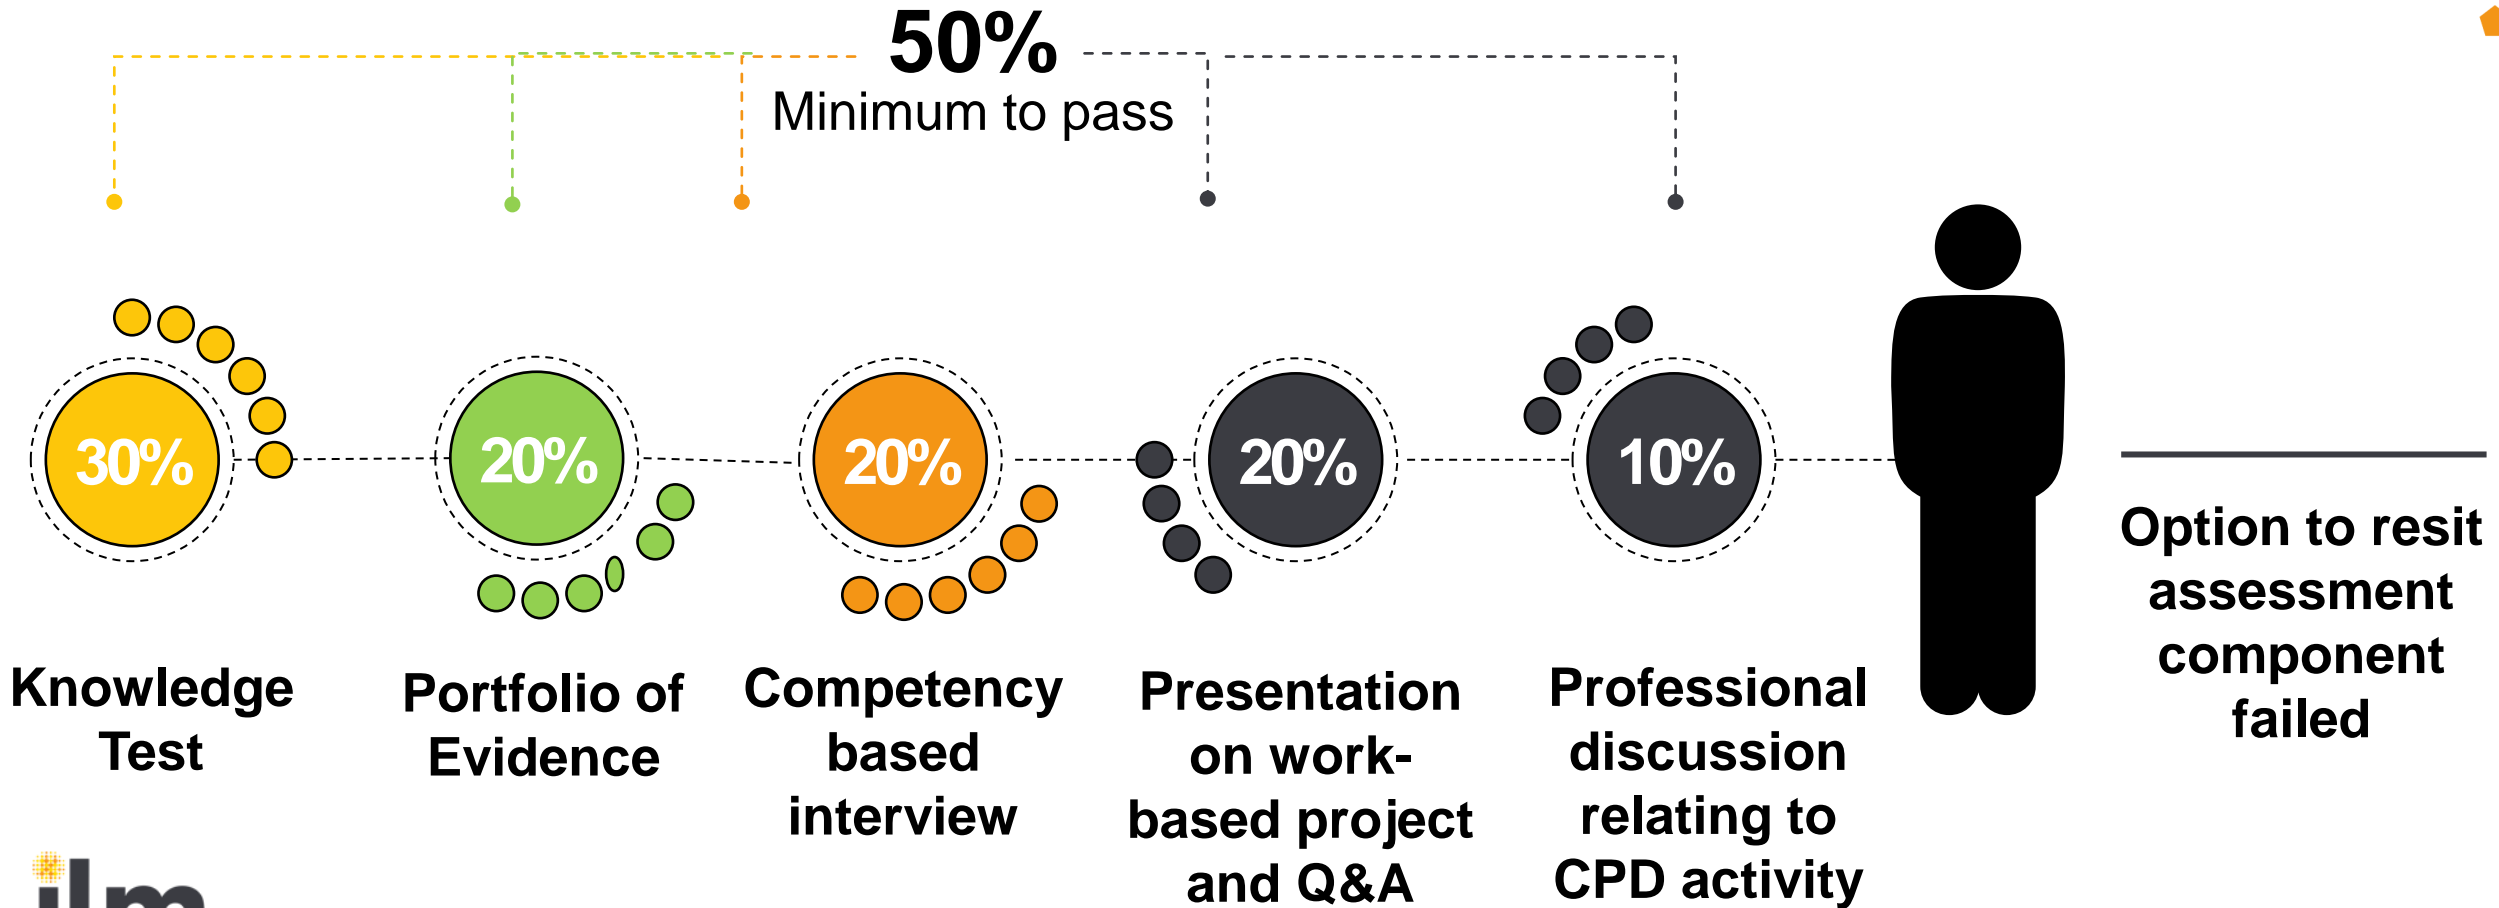 50%
Minimum to pass
30%
20%
20%
20%
10%
Knowledge
Test
Portfolio of
Evidence
Competency
based
interview
Presentation
on work-
based project
and Q&A
Professional
discussion
relating to
CPD activity
Option to resit
assessment
component
failed
ilm